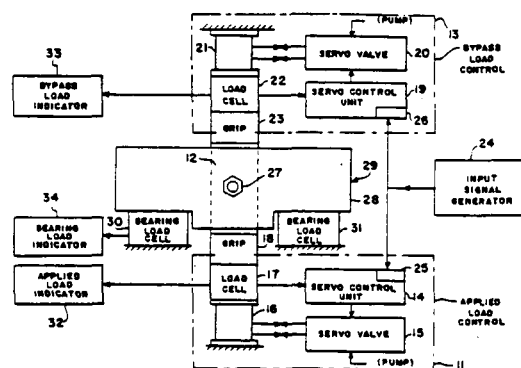 (PUMP)
13
33
21
SERVO VALVE
20
BYPASS LOAD CONTROL
22
BYPASS LOAD INDICATOR
LOAD CELL
SERVO CONTROL UNIT
19
26
23
GRIP
24
12
27
29
INPUT SIGNAL GENERATOR
28
34
30
BEARING LOAD CELL
BEARING LOAD CELL
31
BEARING LOAD INDICATOR
18
GRIP
25
17
APPLIED LOAD INDICATOR
LOAD CELL
SERVO CONTROL UNIT
14
APPLIED LOAD CONTROL
32
16
SERVO VALVE
15
(PUMP)
11